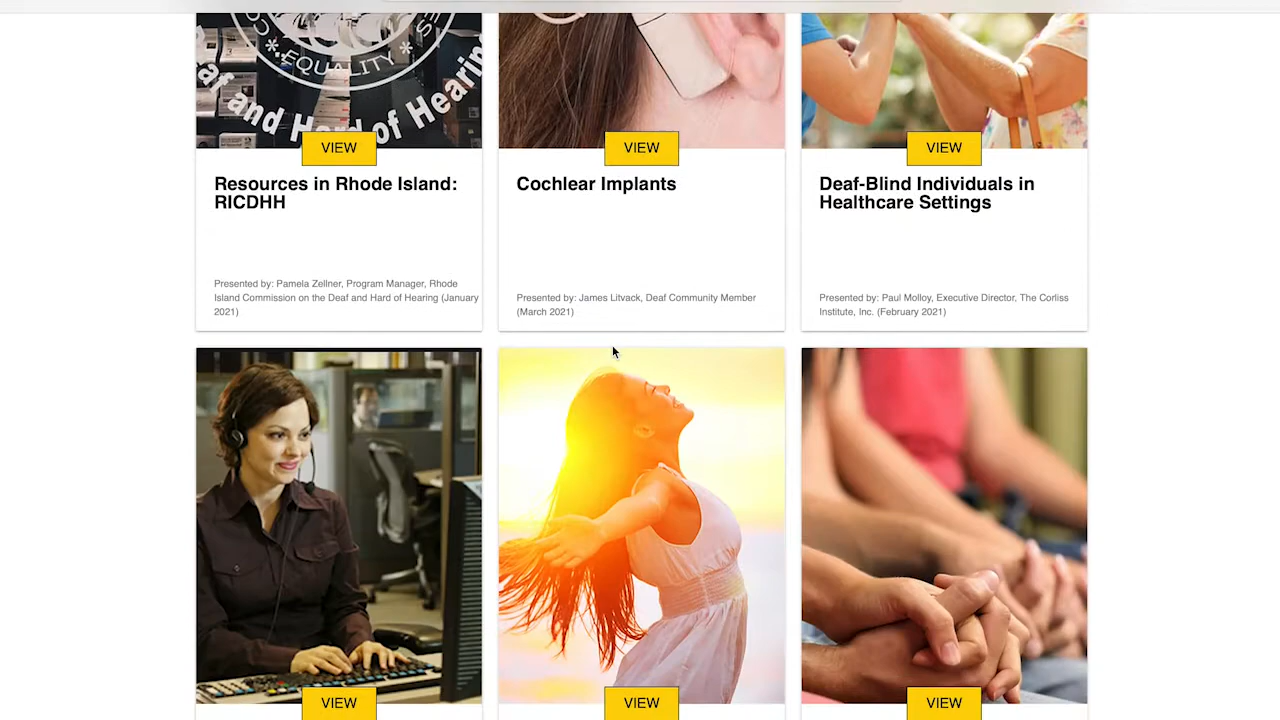 EQUALITY
af and Hard of Hearing
VIEW
VIEW
VIEW
Resources in Rhode Island:
RICDHH
Cochlear Implants
Deaf-Blind Individuals in
Healthcare Settings
Presented by: Pamela Zellner, Program Manager, Rhode
Island Commission on the Deaf and Hard of Hearing (January
2021)
Presented by: James Litvack, Deaf Community Member
(March 2021)
Presented by: Paul Molloy, Executive Director, The Corliss
Institute, Inc. (February 2021)
VIEW
VIEW
VIEW